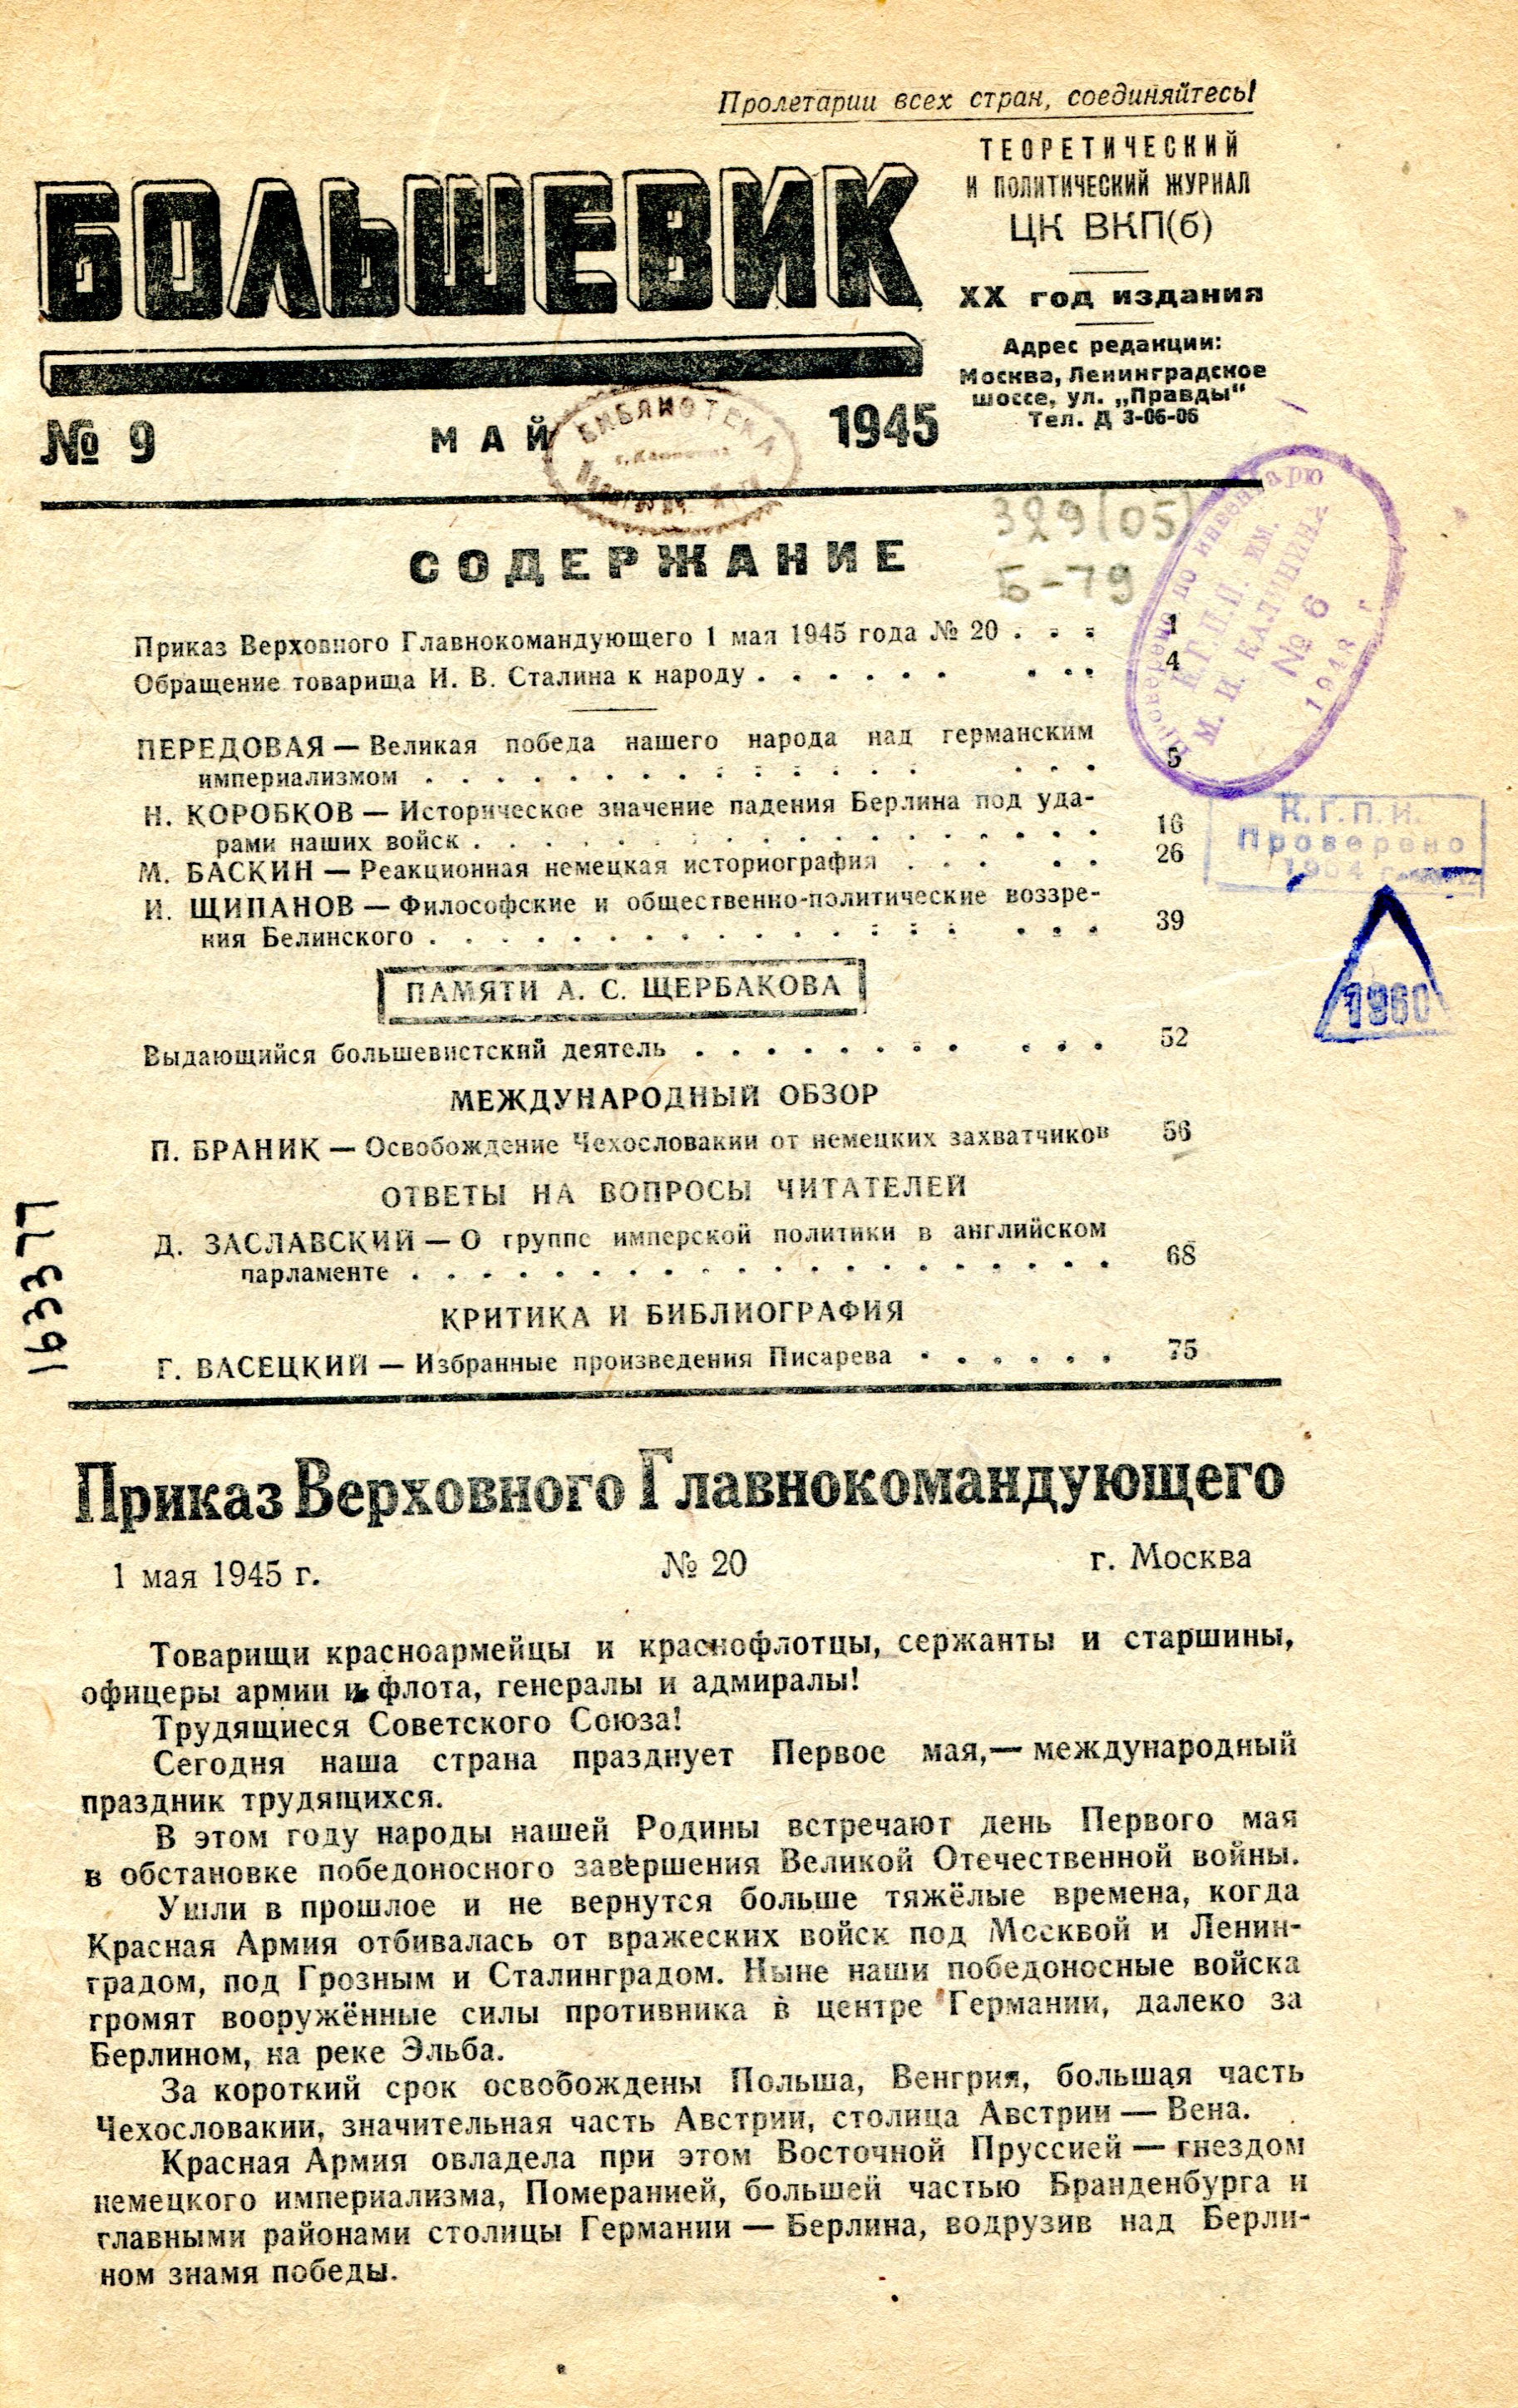 Пролетарии всех стран, соединяйтесь!
БОЛЬШЕВИК
ТЕОРЕТИЧЕСКИЙ
И ПОЛИТИЧЕСКИЙ ЖУРНАЛ
ЦК ВКП(б)
XX год издания
Адрес редакции:
Москва, Ленинградское
шоссе, ул. „Правды"
Тел. Д 3-06-06
№ 9 МАЙ 1945
БИБЛИОТЕКА
329(05)
Б-79
Проверено по инвентарю
К.Г.П.И. ИМ.
М. И. КАЛИНИНА
№ 6
1948 г.
СОДЕРЖАНИЕ
Приказ Верховного Главнокомандующего 1 мая 1945 года № 20 . . . 1
Обращение товарища И. В. Сталина к народу . . . . . . . . . 4
ПЕРЕДОВАЯ — Великая победа нашего народа над германским
империализмом . . . . . . . . . . . . . . . . . 5
Н. КОРОБКОВ — Историческое значение падения Берлина под уда-
рами наших войск . . . . . . . . . . . . . . . . . 16
М. БАСКИН — Реакционная немецкая историография . . . . . 26
И. ЩИПАНОВ — Философские и общественно-политические воззре-
ния Белинского . . . . . . . . . . . . . . . . . . 39
К.Г.П.И.
Проверено
1964 г.
1960
ПАМЯТИ А. С. ЩЕРБАКОВА
Выдающийся большевистский деятель . . . . . . . . . . . 52
МЕЖДУНАРОДНЫЙ ОБЗОР
П. БРАНИК — Освобождение Чехословакии от немецких захватчиков 56
ОТВЕТЫ НА ВОПРОСЫ ЧИТАТЕЛЕЙ
Д. ЗАСЛАВСКИЙ — О группе имперской политики в английском
парламенте . . . . . . . . . . . . . . . . . . . . 68
КРИТИКА И БИБЛИОГРАФИЯ
Г. ВАСЕЦКИЙ — Избранные произведения Писарева . . . . . . 75
163377
Приказ Верховного Главнокомандующего
1 мая 1945 г. № 20 г. Москва
Товарищи красноармейцы и краснофлотцы, сержанты и старшины,
офицеры армии и флота, генералы и адмиралы!
Трудящиеся Советского Союза!
Сегодня наша страна празднует Первое мая,— международный
праздник трудящихся.
В этом году народы нашей Родины встречают день Первого мая
в обстановке победоносного завершения Великой Отечественной войны.
Ушли в прошлое и не вернутся больше тяжёлые времена, когда
Красная Армия отбивалась от вражеских войск под Москвой и Ленин-
градом, под Грозным и Сталинградом. Ныне наши победоносные войска
громят вооружённые силы противника в центре Германии, далеко за
Берлином, на реке Эльба.
За короткий срок освобождены Польша, Венгрия, большая часть
Чехословакии, значительная часть Австрии, столица Австрии — Вена.
Красная Армия овладела при этом Восточной Пруссией — гнездом
немецкого империализма, Померанией, большей частью Бранденбурга и
главными районами столицы Германии — Берлина, водрузив над Берли-
ном знамя победы.